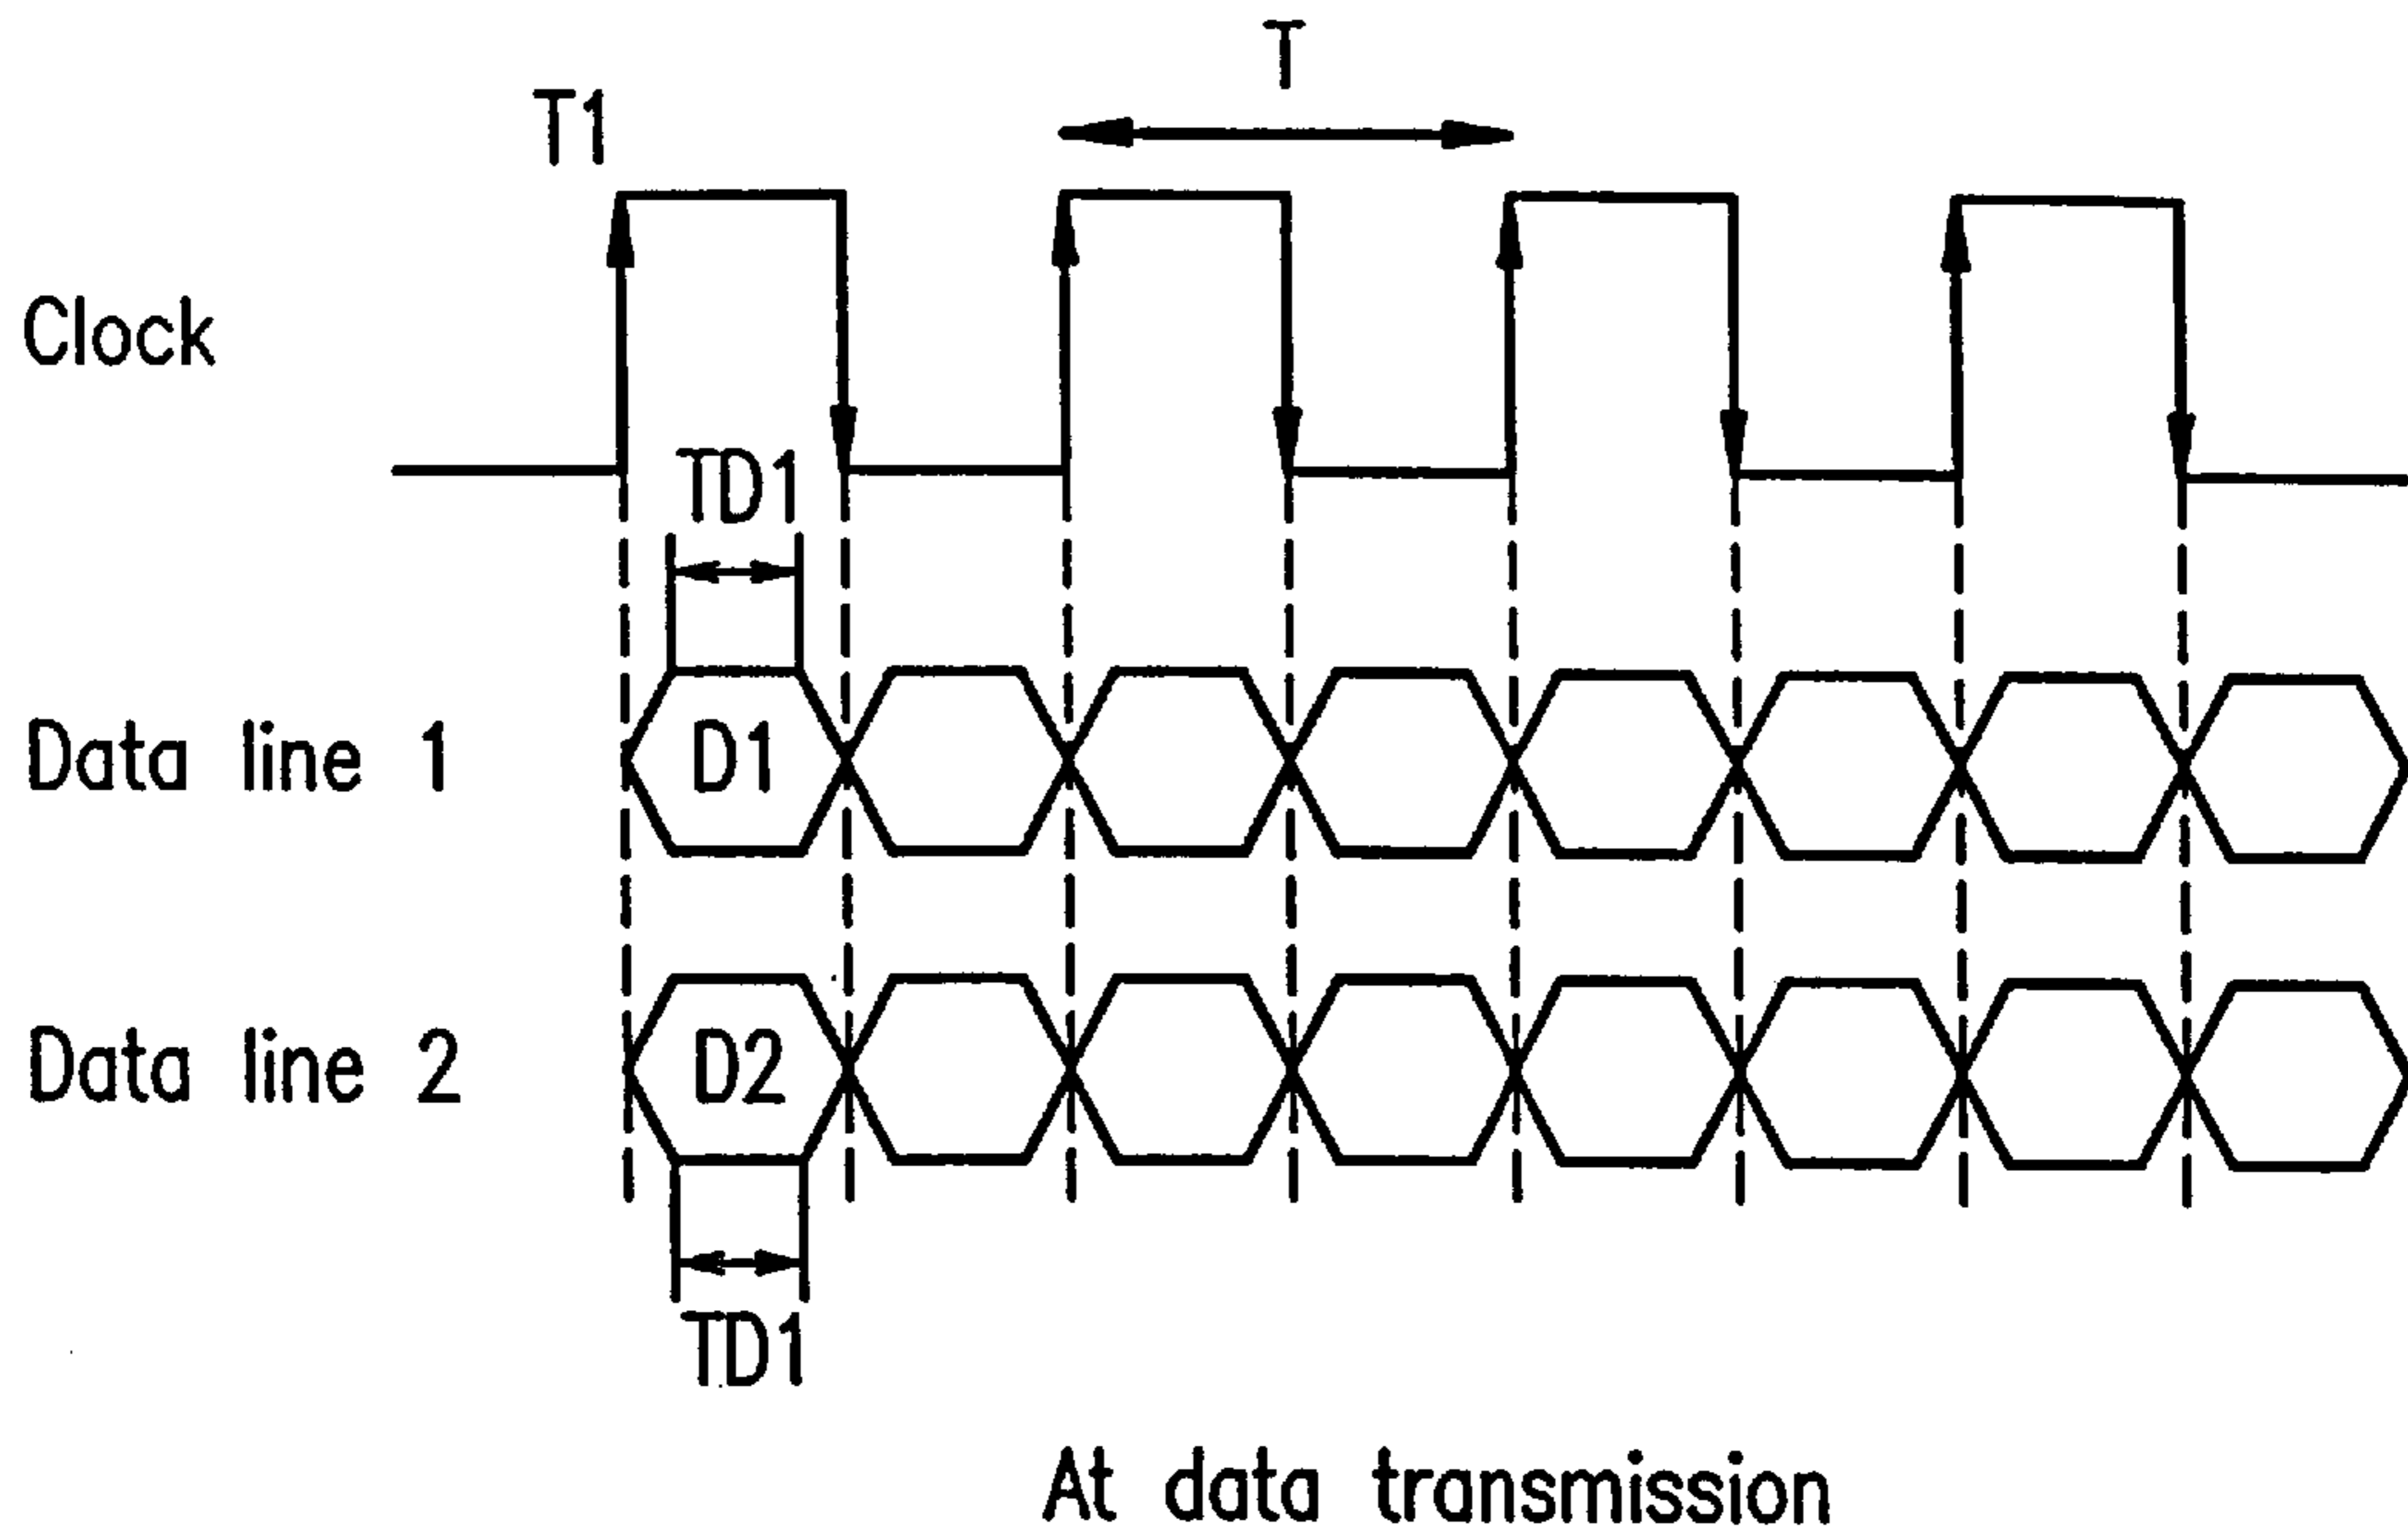 T
T1
Clock
TD1
Data line 1
D1
Data line 2
D2
TD1
At data transmission